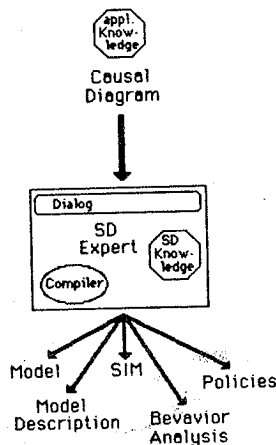 appl.
Know-
ledge
Causal
Diagram
Dialog
SD
Expert
SD
Know-
ledge
Compiler
Model
SIM
Policies
Model
Description
Bevavior
Analysis